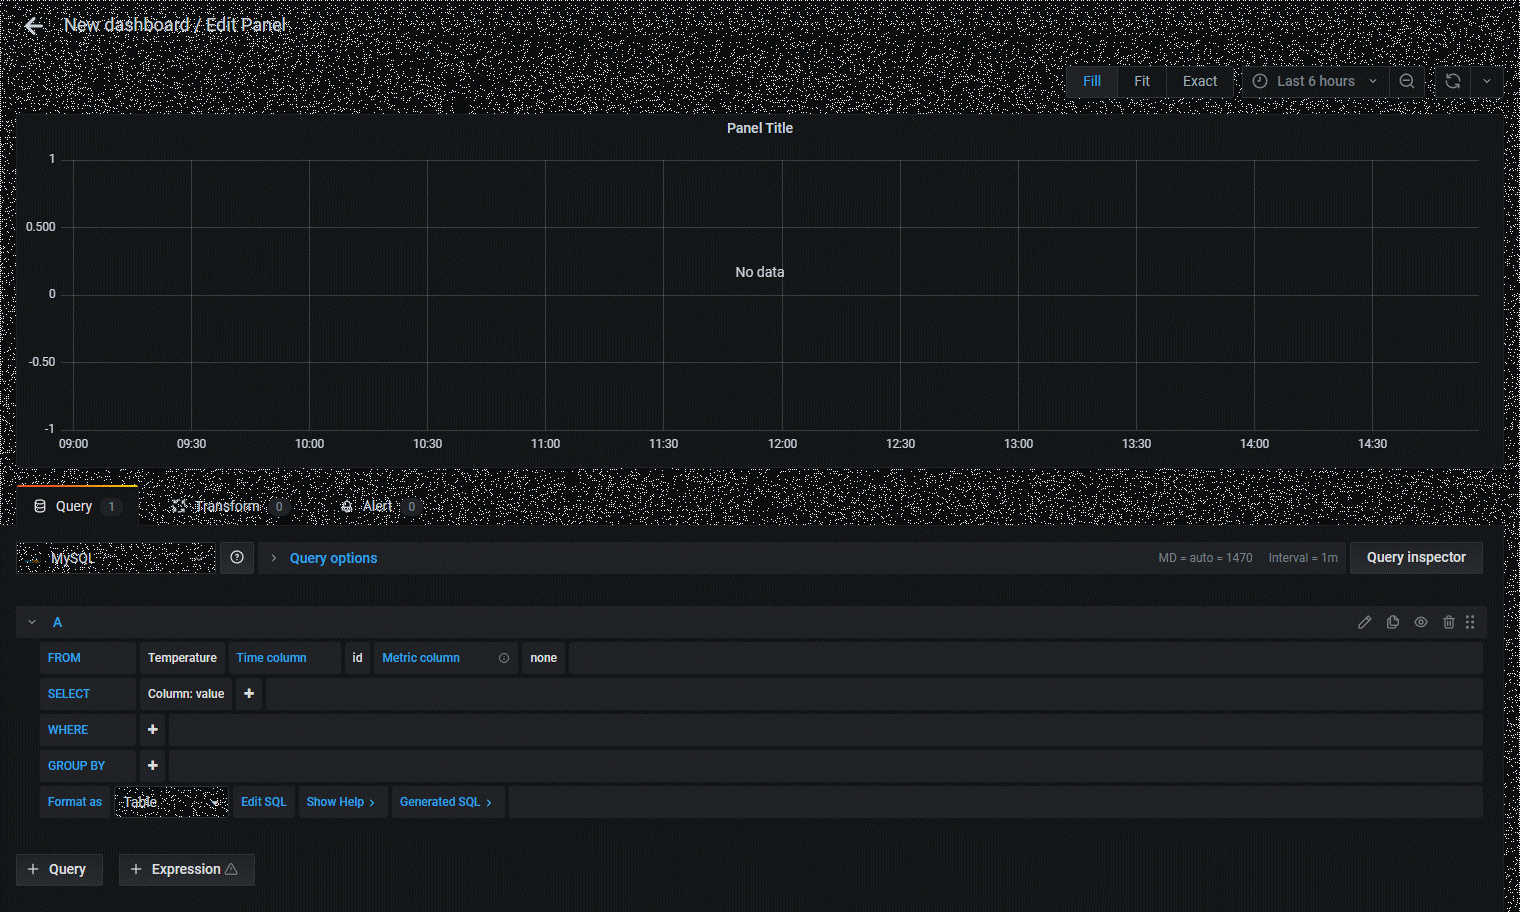 New dashboard / Edit Panel
Fill Fit Exact Last 6 hours
Panel Title
1
0.500
No data
0
-0.50
-1
09:00 09:30 10:00 10:30 11:00 11:30 12:00 12:30 13:00 13:30 14:00 14:30
Query 1 Transform 0 Alert 0
MySQL Query options MD = auto = 1470 Interval = 1m Query inspector
A
FROM Temperature Time column id Metric column none
SELECT Column: value +
WHERE +
GROUP BY +
Format as Table Edit SQL Show Help > Generated SQL >
+ Query + Expression